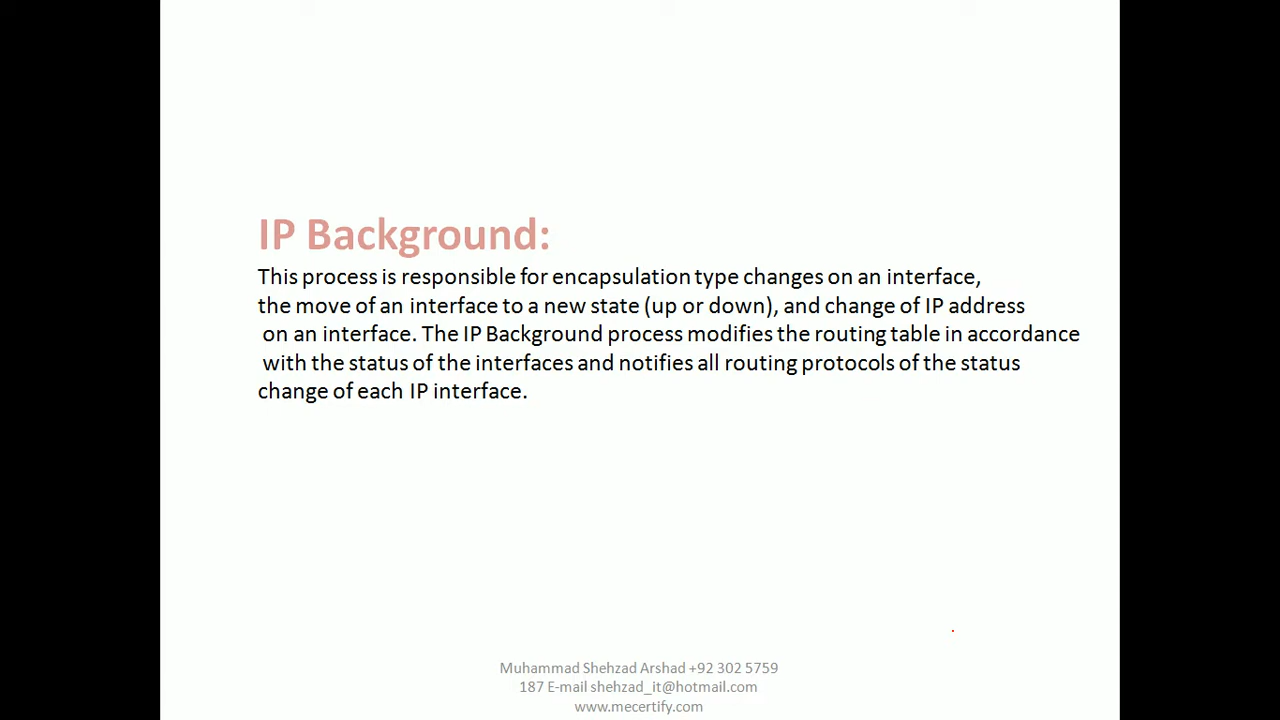 IP Background:
This process is responsible for encapsulation type changes on an interface,
the move of an interface to a new state (up or down), and change of IP address
on an interface. The IP Background process modifies the routing table in accordance
with the status of the interfaces and notifies all routing protocols of the status
change of each IP interface.
Muhammad Shehzad Arshad +92 302 5759
187 E-mail shehzad_it@hotmail.com
www.mecertify.com